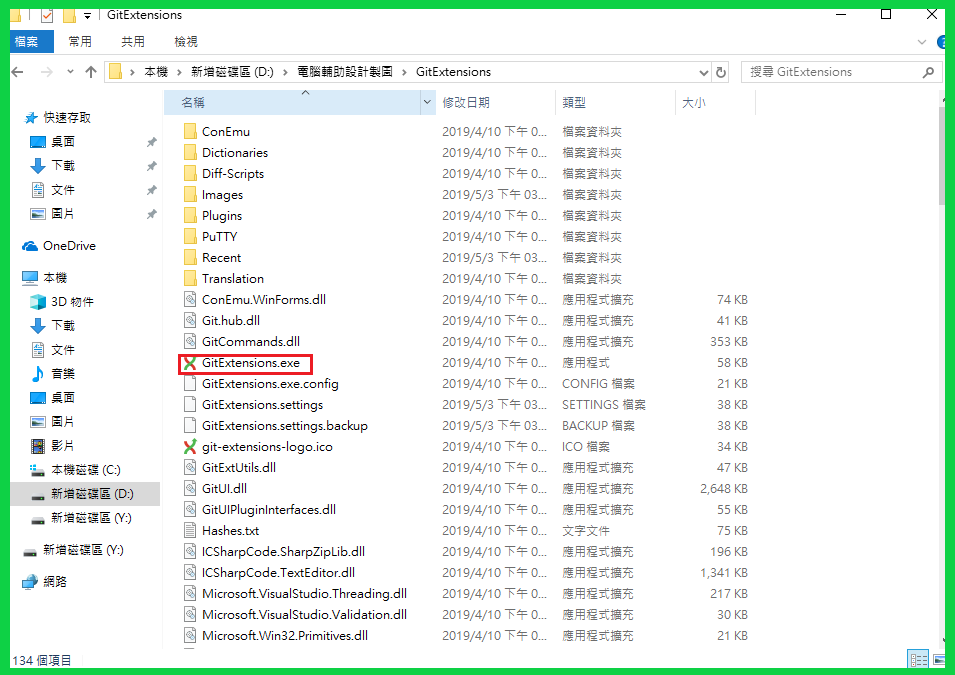 GitExtensions
檔案 常用 共用 檢視
本機 新增磁碟區 (D:) 電腦輔助設計製圖 GitExtensions 搜尋 GitExtensions
快速存取
桌面
下載
文件
圖片
OneDrive
本機
3D 物件
下載
文件
音樂
桌面
圖片
影片
本機磁碟 (C:)
新增磁碟區 (D:)
新增磁碟區 (Y:)
新增磁碟區 (Y:)
網路
名稱 修改日期 類型 大小
ConEmu 2019/4/10 下午 0... 檔案資料夾
Dictionaries 2019/4/10 下午 0... 檔案資料夾
Diff-Scripts 2019/4/10 下午 0... 檔案資料夾
Images 2019/5/3 下午 03... 檔案資料夾
Plugins 2019/4/10 下午 0... 檔案資料夾
PuTTY 2019/4/10 下午 0... 檔案資料夾
Recent 2019/5/3 下午 03... 檔案資料夾
Translation 2019/4/10 下午 0... 檔案資料夾
ConEmu.WinForms.dll 2019/4/10 下午 0... 應用程式擴充 74 KB
Git.hub.dll 2019/4/10 下午 0... 應用程式擴充 41 KB
GitCommands.dll 2019/4/10 下午 0... 應用程式擴充 353 KB
GitExtensions.exe 2019/4/10 下午 0... 應用程式 58 KB
GitExtensions.exe.config 2019/4/10 下午 0... CONFIG 檔案 21 KB
GitExtensions.settings 2019/5/3 下午 03... SETTINGS 檔案 38 KB
GitExtensions.settings.backup 2019/5/3 下午 03... BACKUP 檔案 38 KB
git-extensions-logo.ico 2019/4/10 下午 0... ICO 檔案 34 KB
GitExtUtils.dll 2019/4/10 下午 0... 應用程式擴充 47 KB
GitUI.dll 2019/4/10 下午 0... 應用程式擴充 2,648 KB
GitUIPluginInterfaces.dll 2019/4/10 下午 0... 應用程式擴充 55 KB
Hashes.txt 2019/4/10 下午 0... 文字文件 75 KB
ICSharpCode.SharpZipLib.dll 2019/4/10 下午 0... 應用程式擴充 196 KB
ICSharpCode.TextEditor.dll 2019/4/10 下午 0... 應用程式擴充 1,341 KB
Microsoft.VisualStudio.Threading.dll 2019/4/10 下午 0... 應用程式擴充 217 KB
Microsoft.VisualStudio.Validation.dll 2019/4/10 下午 0... 應用程式擴充 30 KB
Microsoft.Win32.Primitives.dll 2019/4/10 下午 0... 應用程式擴充 21 KB
134 個項目